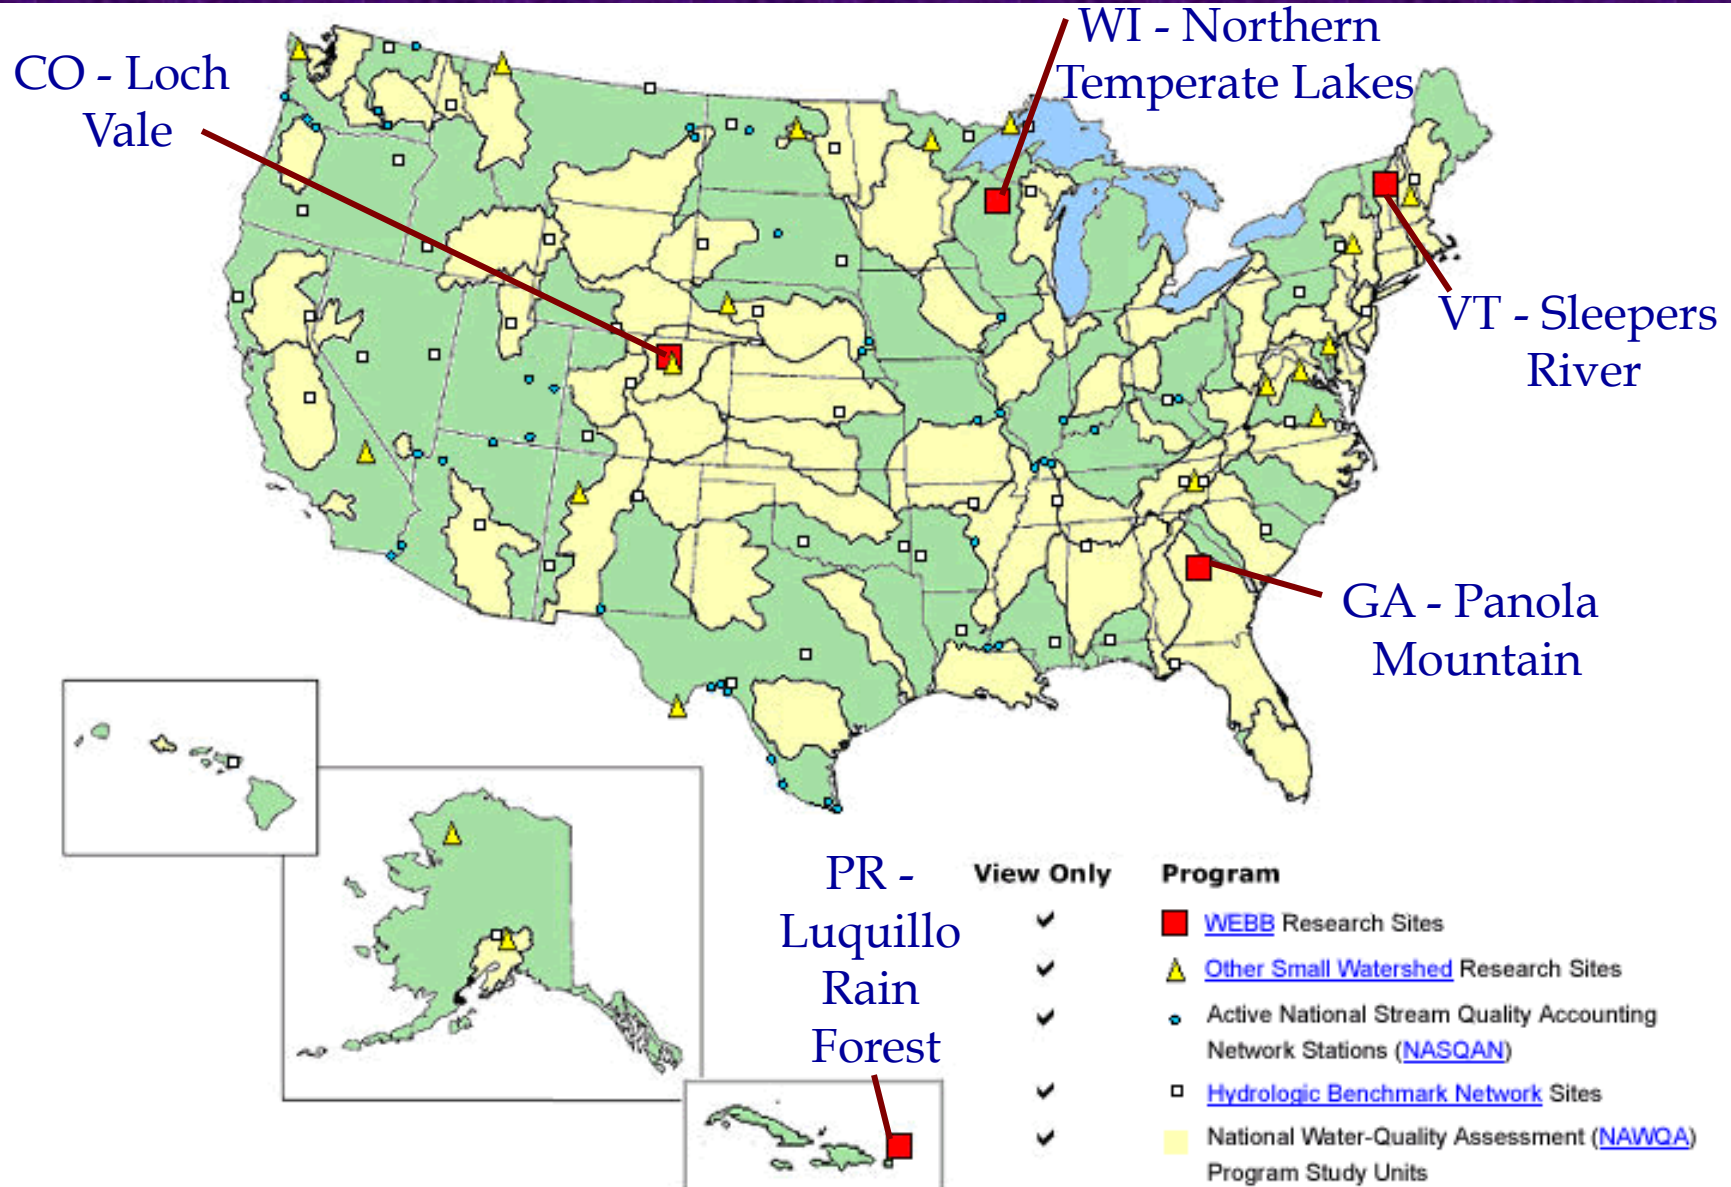 WI - Northern
Temperate Lakes
CO - Loch
Vale
VT - Sleepers
River
GA - Panola
Mountain
PR -
Luquillo
Rain
Forest
View Only Program
WEBB Research Sites
Other Small Watershed Research Sites
Active National Stream Quality Accounting
Network Stations (NASQAN)
Hydrologic Benchmark Network Sites
National Water-Quality Assessment (NAWQA)
Program Study Units